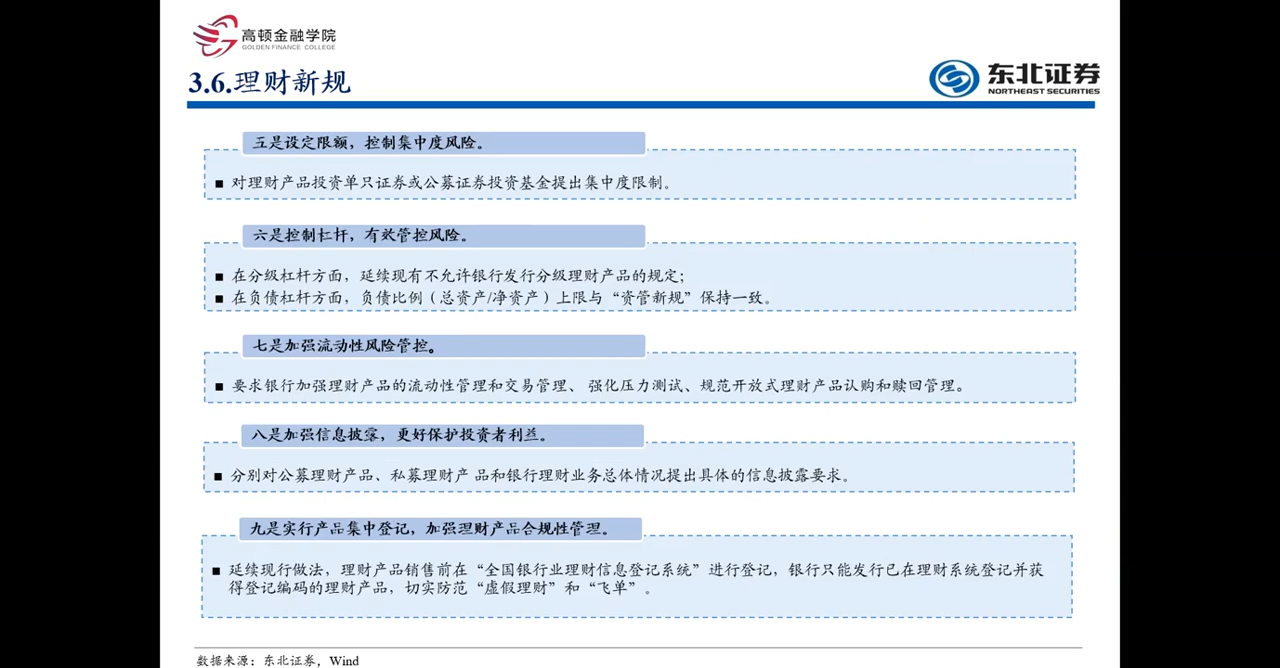 高顿金融学院
GOLDEN FINANCE COLLEGE
3.6.理财新规
东北证券
NORTHEAST SECURITIES
五是设定限额，控制集中度风险。
■ 对理财产品投资单只证券或公募证券投资基金提出集中度限制。
六是控制杠杆，有效管控风险。
■ 在分级杠杆方面，延续现有不允许银行发行分级理财产品的规定；
■ 在负债杠杆方面，负债比例（总资产/净资产）上限与“资管新规”保持一致。
七是加强流动性风险管控。
■ 要求银行加强理财产品的流动性管理和交易管理、 强化压力测试、规范开放式理财产品认购和赎回管理。
八是加强信息披露，更好保护投资者利益。
■ 分别对公募理财产品、私募理财产 品和银行理财业务总体情况提出具体的信息披露要求。
九是实行产品集中登记，加强理财产品合规性管理。
■ 延续现行做法，理财产品销售前在“全国银行业理财信息登记系统”进行登记，银行只能发行已在理财系统登记并获
得登记编码的理财产品，切实防范“虚假理财”和“飞单”。
数据来源：东北证券，Wind